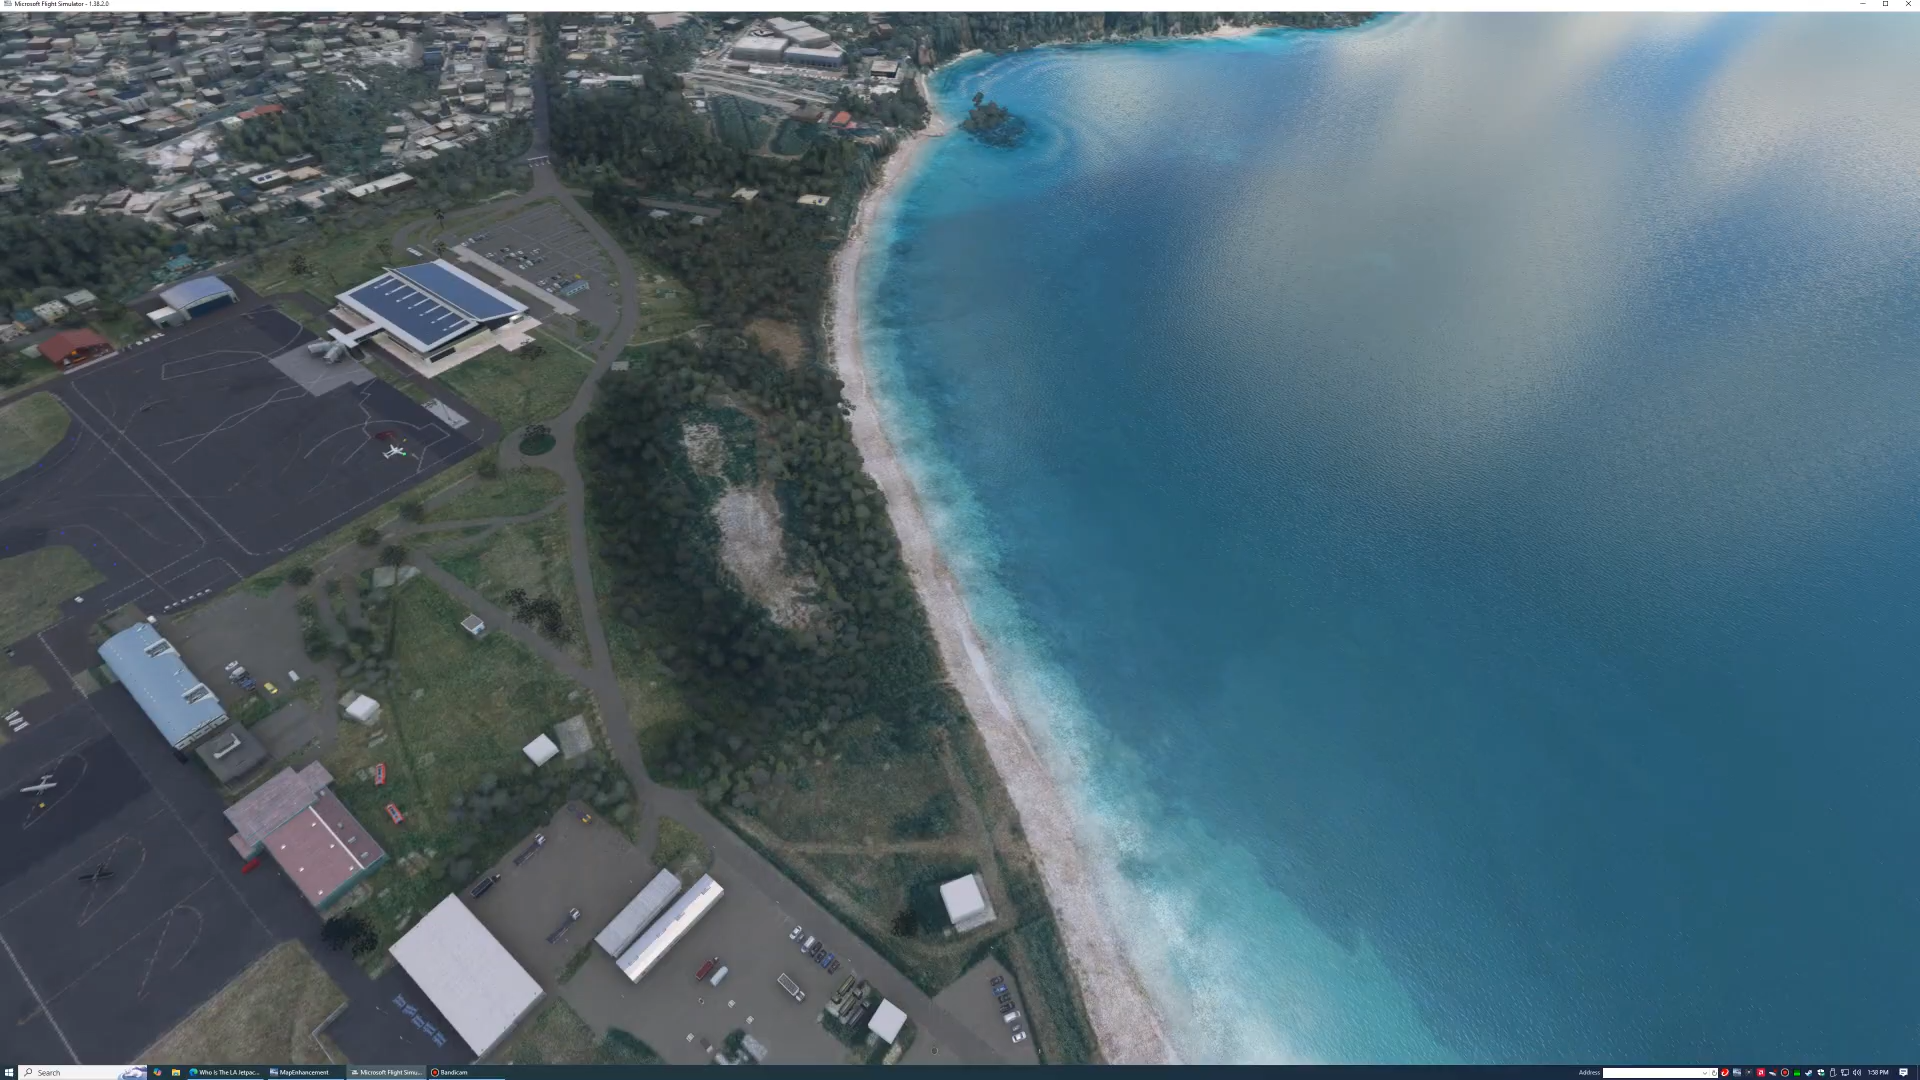 Microsoft Flight Simulator - 1.38.2.0
Search
Who Is The LA Jetpac...
MapEnhancement
Microsoft Flight Simu...
Bandicam
Address
1:58 PM